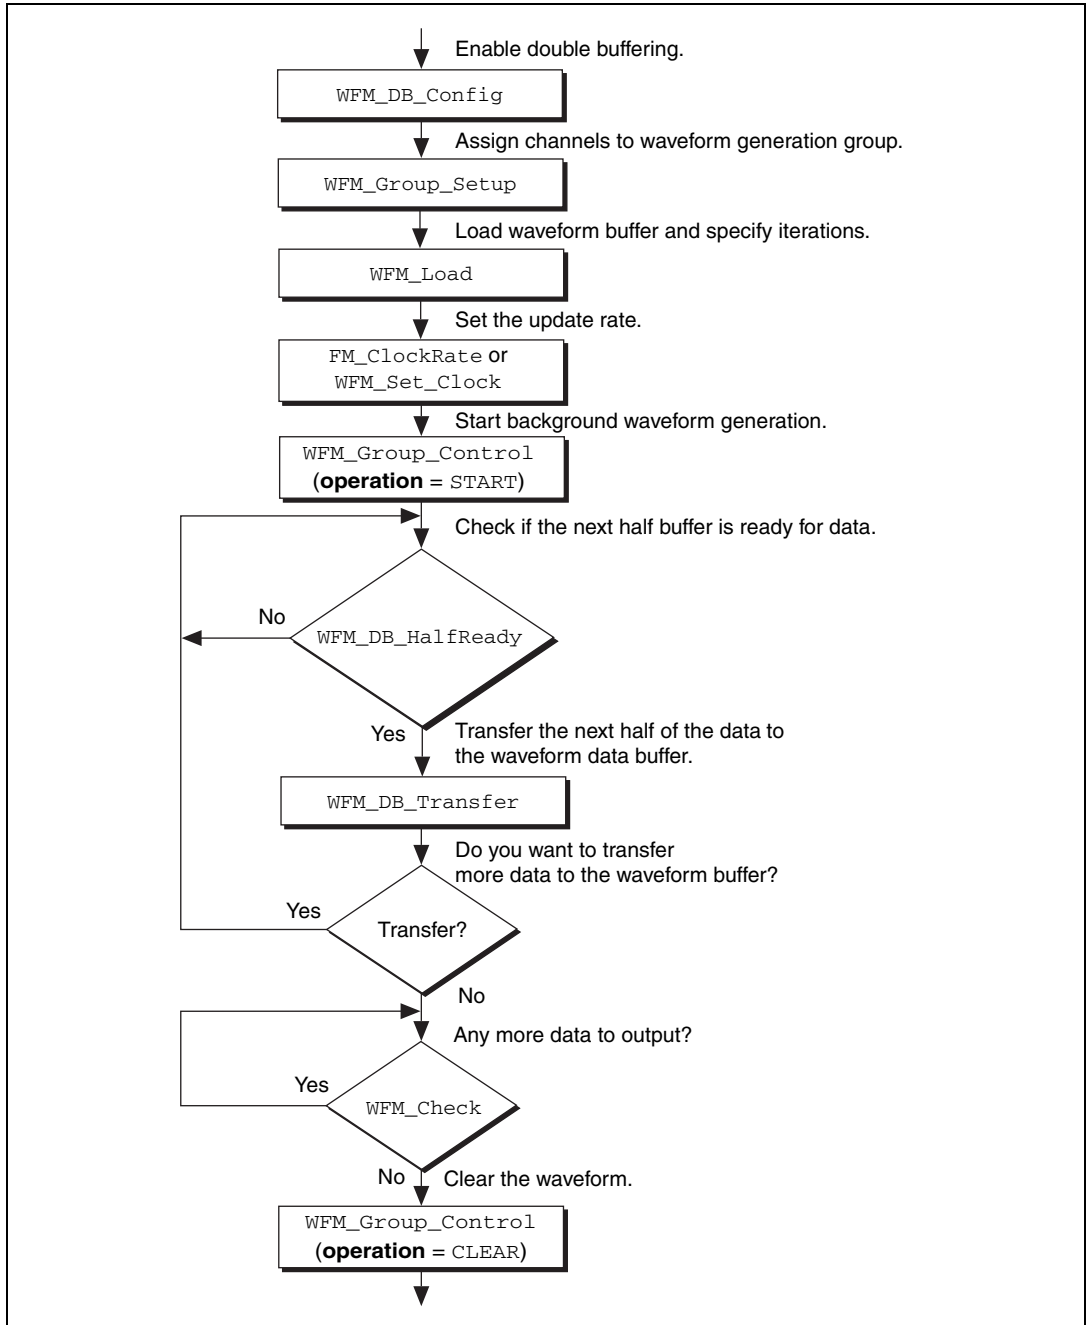 Enable double buffering.
WFM_DB_Config
Assign channels to waveform generation group.
WFM_Group_Setup
Load waveform buffer and specify iterations.
WFM_Load
Set the update rate.
FM_ClockRate or
WFM_Set_Clock
Start background waveform generation.
WFM_Group_Control
(operation = START)
Check if the next half buffer is ready for data.
No
WFM_DB_HalfReady
Yes
Transfer the next half of the data to
the waveform data buffer.
WFM_DB_Transfer
Do you want to transfer
more data to the waveform buffer?
Yes
Transfer?
No
Any more data to output?
Yes
WFM_Check
No
Clear the waveform.
WFM_Group_Control
(operation = CLEAR)